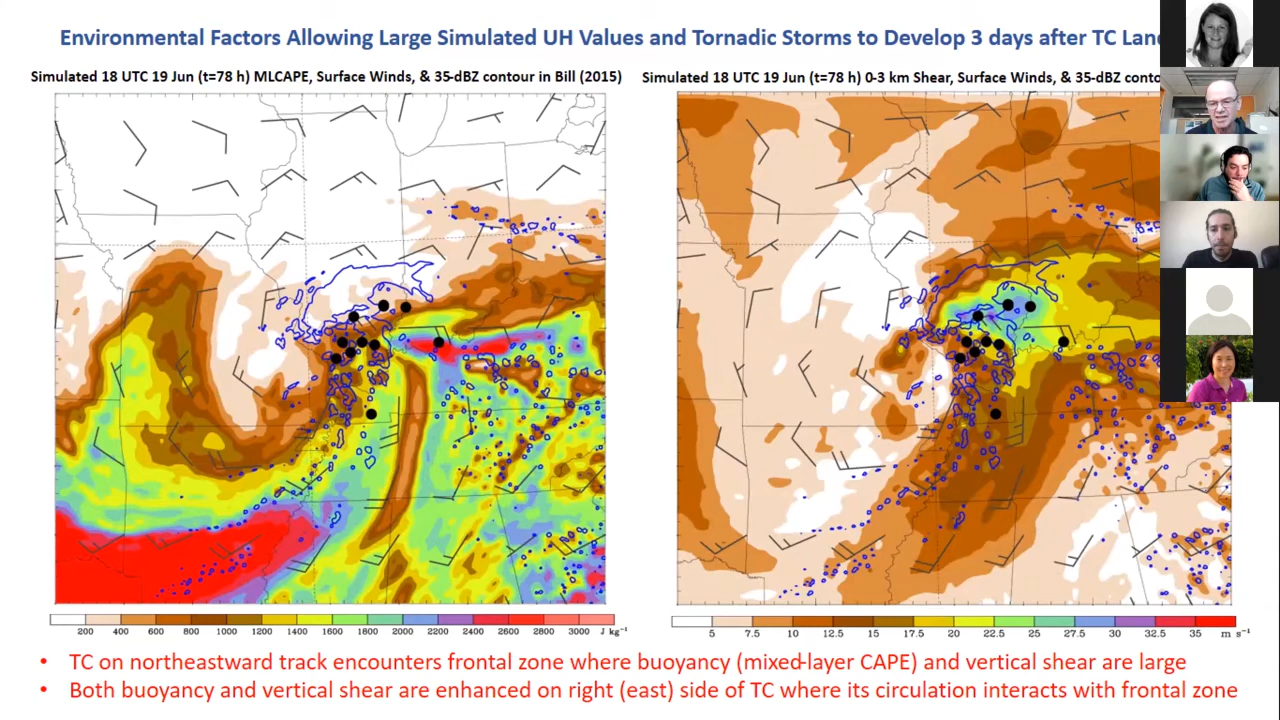 Environmental Factors Allowing Large Simulated UH Values and Tornadic Storms to Develop 3 days after TC Lan
Simulated 18 UTC 19 Jun (t=78 h) MLCAPE, Surface Winds, & 35-dBZ contour in Bill (2015)
Simulated 18 UTC 19 Jun (t=78 h) 0-3 km Shear, Surface Winds, & 35-dBZ conto
200 400 600 800 1000 1200 1400 1600 1800 2000 2200 2400 2600 2800 3000 J kg⁻¹
5 7.5 10 12.5 15 17.5 20 22.5 25 27.5 30 32.5 35 m s⁻¹
• TC on northeastward track encounters frontal zone where buoyancy (mixed-layer CAPE) and vertical shear are large
• Both buoyancy and vertical shear are enhanced on right (east) side of TC where its circulation interacts with frontal zone